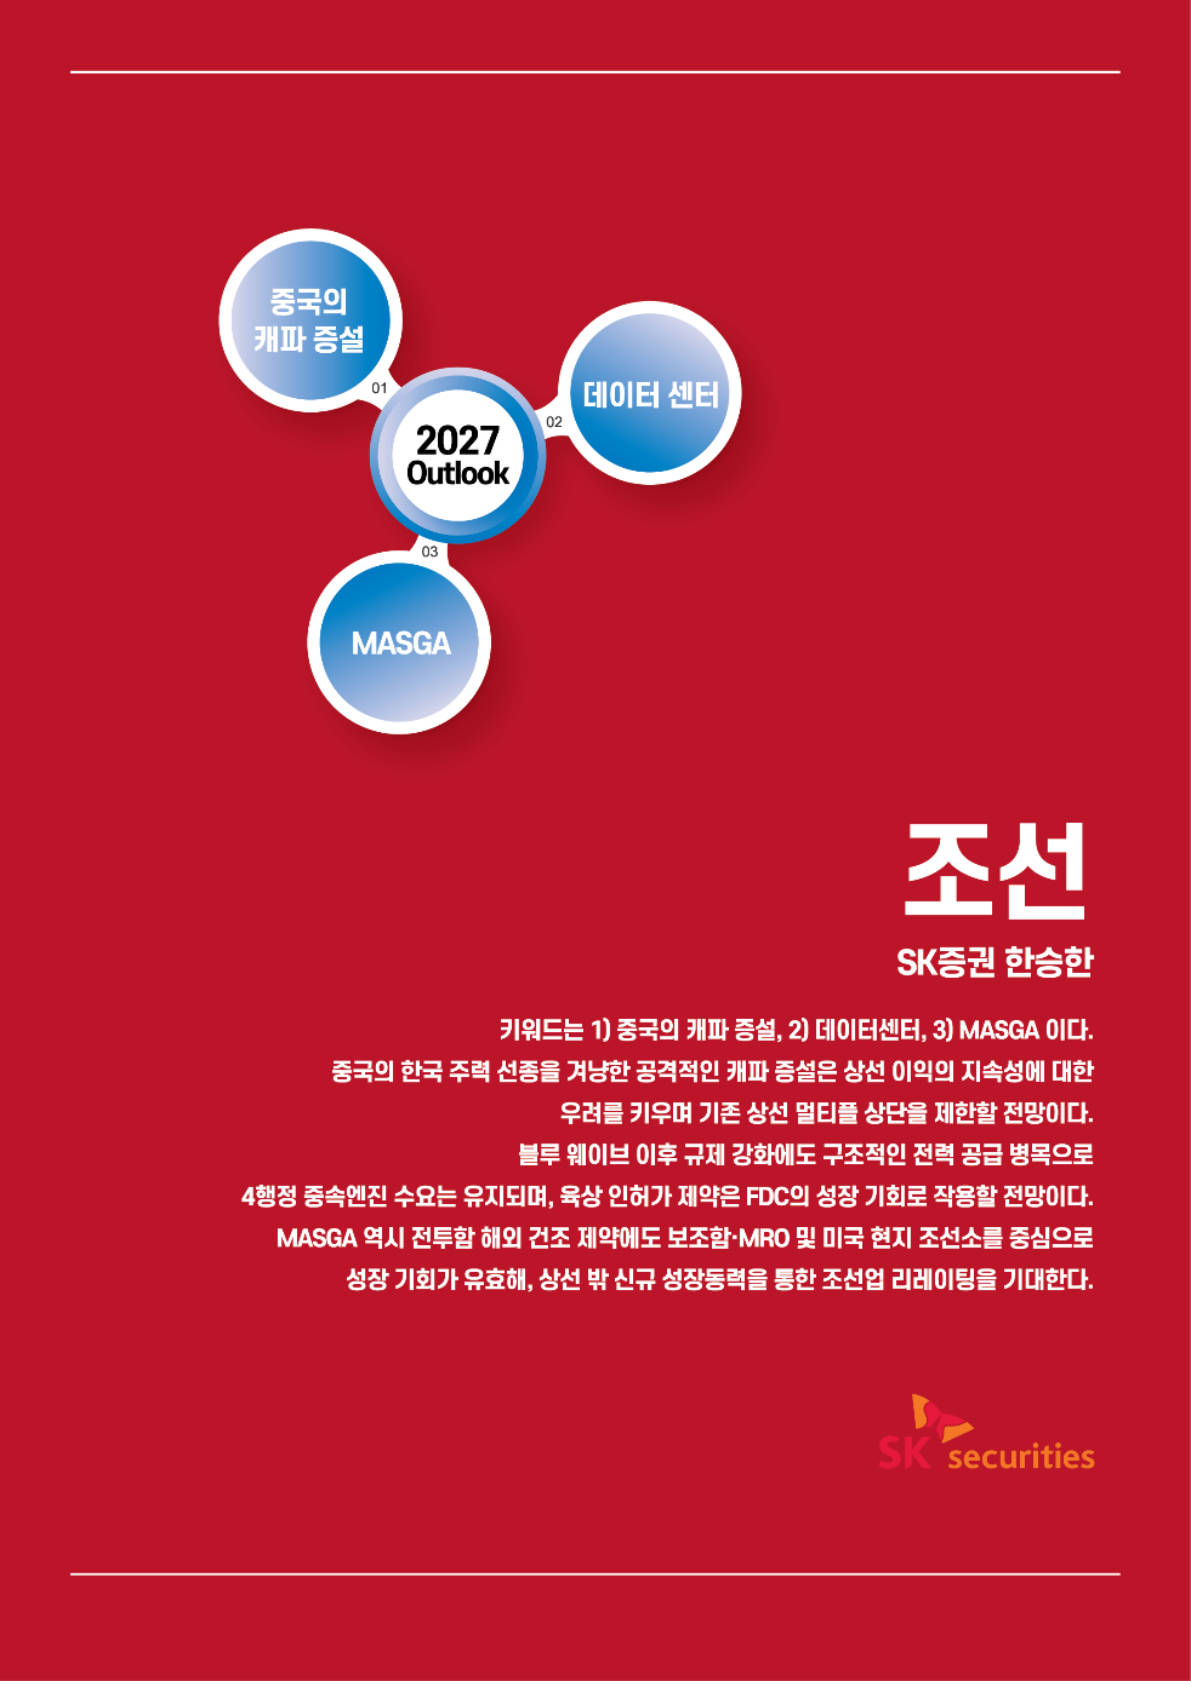 중국의
캐파 증설
01
데이터 센터
02
2027
Outlook
03
MASGA
조선
SK증권 한승한
키워드는 1) 중국의 캐파 증설, 2) 데이터센터, 3) MASGA 이다.
중국의 한국 주력 선종을 겨냥한 공격적인 캐파 증설은 상선 이익의 지속성에 대한
우려를 키우며 기존 상선 멀티플 상단을 제한할 전망이다.
블루 웨이브 이후 규제 강화에도 구조적인 전력 공급 병목으로
4행정 중속엔진 수요는 유지되며, 육상 인허가 제약은 FDC의 성장 기회로 작용할 전망이다.
MASGA 역시 전투함 해외 건조 제약에도 보조함·MRO 및 미국 현지 조선소를 중심으로
성장 기회가 유효해, 상선 밖 신규 성장동력을 통한 조선업 리레이팅을 기대한다.
SK securities